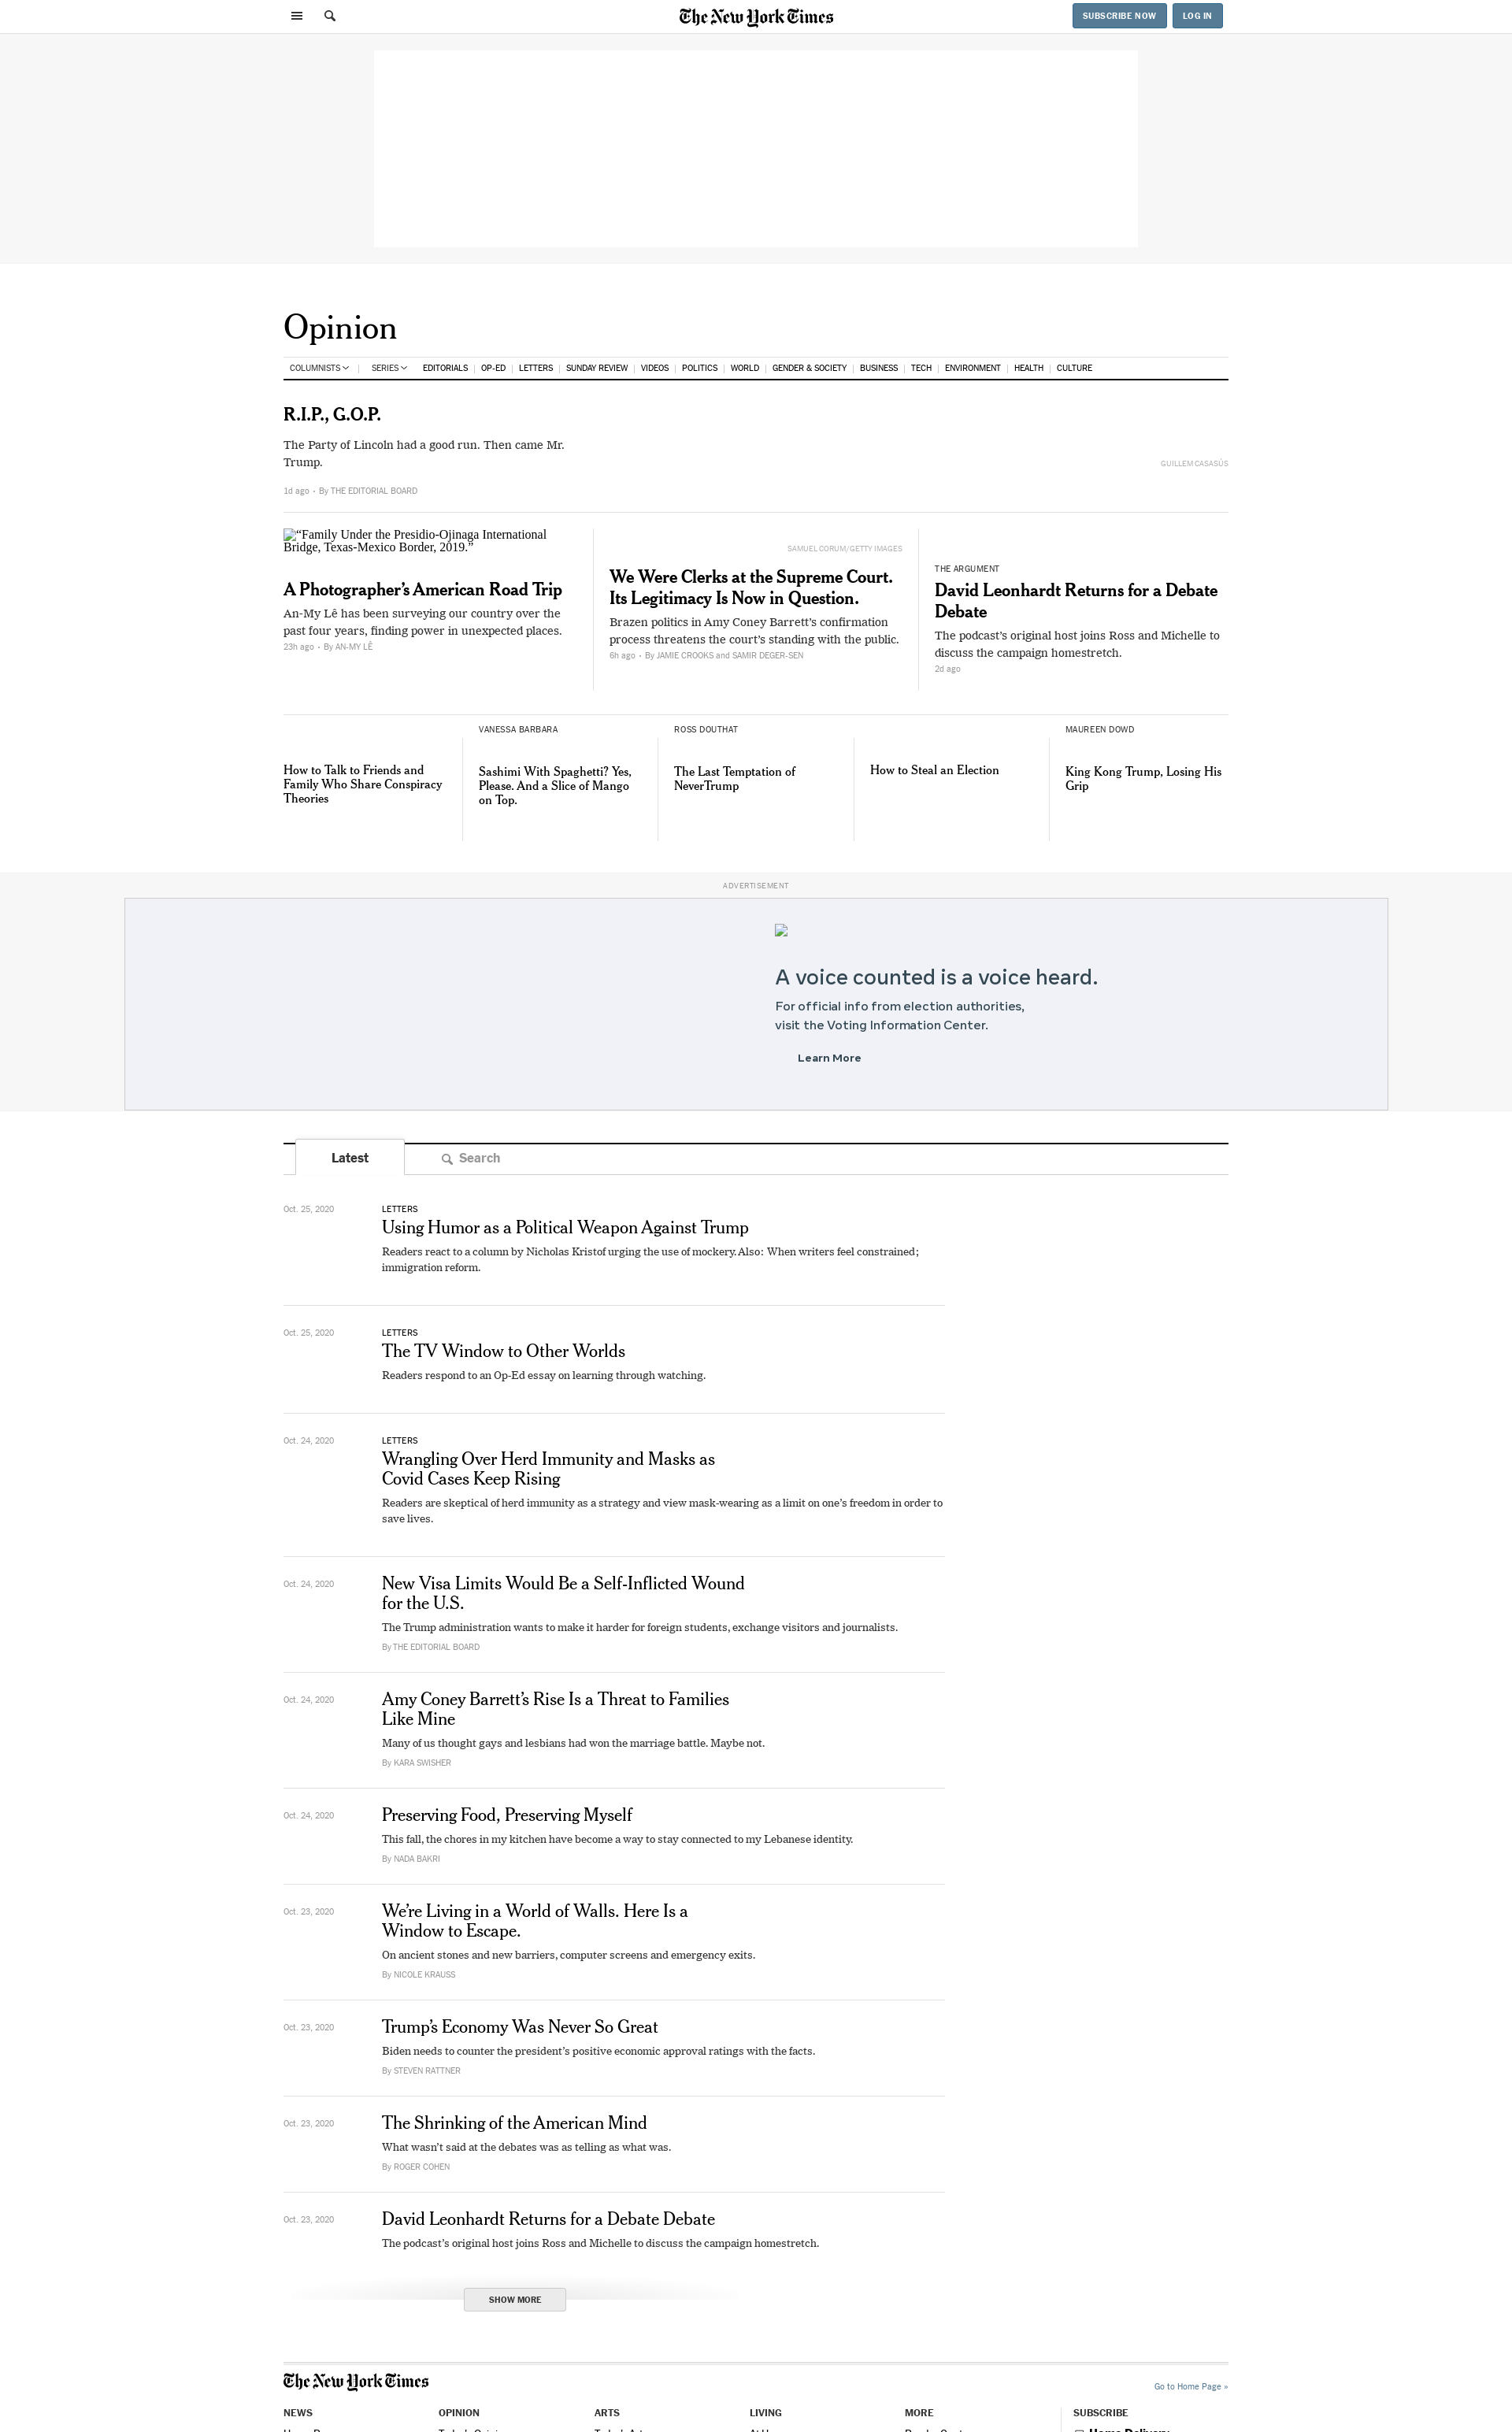 The New York Times
SUBSCRIBE NOW
LOG IN
Opinion
COLUMNISTS
SERIES
EDITORIALS
OP-ED
LETTERS
SUNDAY REVIEW
VIDEOS
POLITICS
WORLD
GENDER & SOCIETY
BUSINESS
TECH
ENVIRONMENT
HEALTH
CULTURE
R.I.P., G.O.P.
The Party of Lincoln had a good run. Then came Mr.
Trump.
GUILLEM CASASÚS
1d ago • By THE EDITORIAL BOARD
“Family Under the Presidio-Ojinaga International
Bridge, Texas-Mexico Border, 2019.”
A Photographer’s American Road Trip
An-My Lê has been surveying our country over the
past four years, finding power in unexpected places.
23h ago • By AN-MY LÊ
SAMUEL CORUM/GETTY IMAGES
We Were Clerks at the Supreme Court.
Its Legitimacy Is Now in Question.
Brazen politics in Amy Coney Barrett’s confirmation
process threatens the court’s standing with the public.
6h ago • By JAMIE CROOKS and SAMIR DEGER-SEN
THE ARGUMENT
David Leonhardt Returns for a Debate
Debate
The podcast’s original host joins Ross and Michelle to
discuss the campaign homestretch.
2d ago
How to Talk to Friends and
Family Who Share Conspiracy
Theories
VANESSA BARBARA
Sashimi With Spaghetti? Yes,
Please. And a Slice of Mango
on Top.
ROSS DOUTHAT
The Last Temptation of
NeverTrump
How to Steal an Election
MAUREEN DOWD
King Kong Trump, Losing His
Grip
ADVERTISEMENT
A voice counted is a voice heard.
For official info from election authorities,
visit the Voting Information Center.
Learn More
Latest
Search
Oct. 25, 2020
LETTERS
Using Humor as a Political Weapon Against Trump
Readers react to a column by Nicholas Kristof urging the use of mockery. Also: When writers feel constrained;
immigration reform.
Oct. 25, 2020
LETTERS
The TV Window to Other Worlds
Readers respond to an Op-Ed essay on learning through watching.
Oct. 24, 2020
LETTERS
Wrangling Over Herd Immunity and Masks as
Covid Cases Keep Rising
Readers are skeptical of herd immunity as a strategy and view mask-wearing as a limit on one’s freedom in order to
save lives.
Oct. 24, 2020
New Visa Limits Would Be a Self-Inflicted Wound
for the U.S.
The Trump administration wants to make it harder for foreign students, exchange visitors and journalists.
By THE EDITORIAL BOARD
Oct. 24, 2020
Amy Coney Barrett’s Rise Is a Threat to Families
Like Mine
Many of us thought gays and lesbians had won the marriage battle. Maybe not.
By KARA SWISHER
Oct. 24, 2020
Preserving Food, Preserving Myself
This fall, the chores in my kitchen have become a way to stay connected to my Lebanese identity.
By NADA BAKRI
Oct. 23, 2020
We’re Living in a World of Walls. Here Is a
Window to Escape.
On ancient stones and new barriers, computer screens and emergency exits.
By NICOLE KRAUSS
Oct. 23, 2020
Trump’s Economy Was Never So Great
Biden needs to counter the president’s positive economic approval ratings with the facts.
By STEVEN RATTNER
Oct. 23, 2020
The Shrinking of the American Mind
What wasn’t said at the debates was as telling as what was.
By ROGER COHEN
Oct. 23, 2020
David Leonhardt Returns for a Debate Debate
The podcast’s original host joins Ross and Michelle to discuss the campaign homestretch.
SHOW MORE
The New York Times
Go to Home Page »
NEWS
OPINION
ARTS
LIVING
MORE
SUBSCRIBE